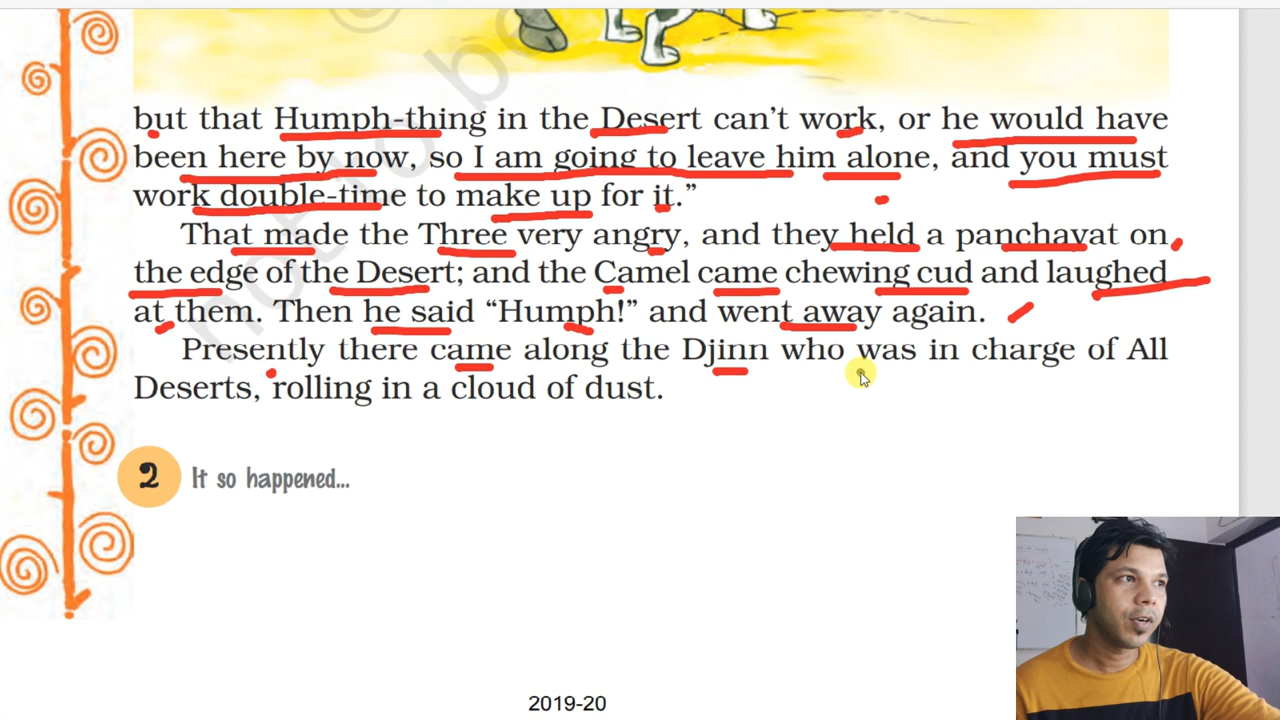 but that Humph-thing in the Desert can't work, or he would have
been here by now, so I am going to leave him alone, and you must
work double-time to make up for it.”
That made the Three very angry, and they held a panchayat on
the edge of the Desert; and the Camel came chewing cud and laughed
at them. Then he said “Humph!” and went away again.
Presently there came along the Djinn who was in charge of All
Deserts, rolling in a cloud of dust.
2 It so happened...
2019-20